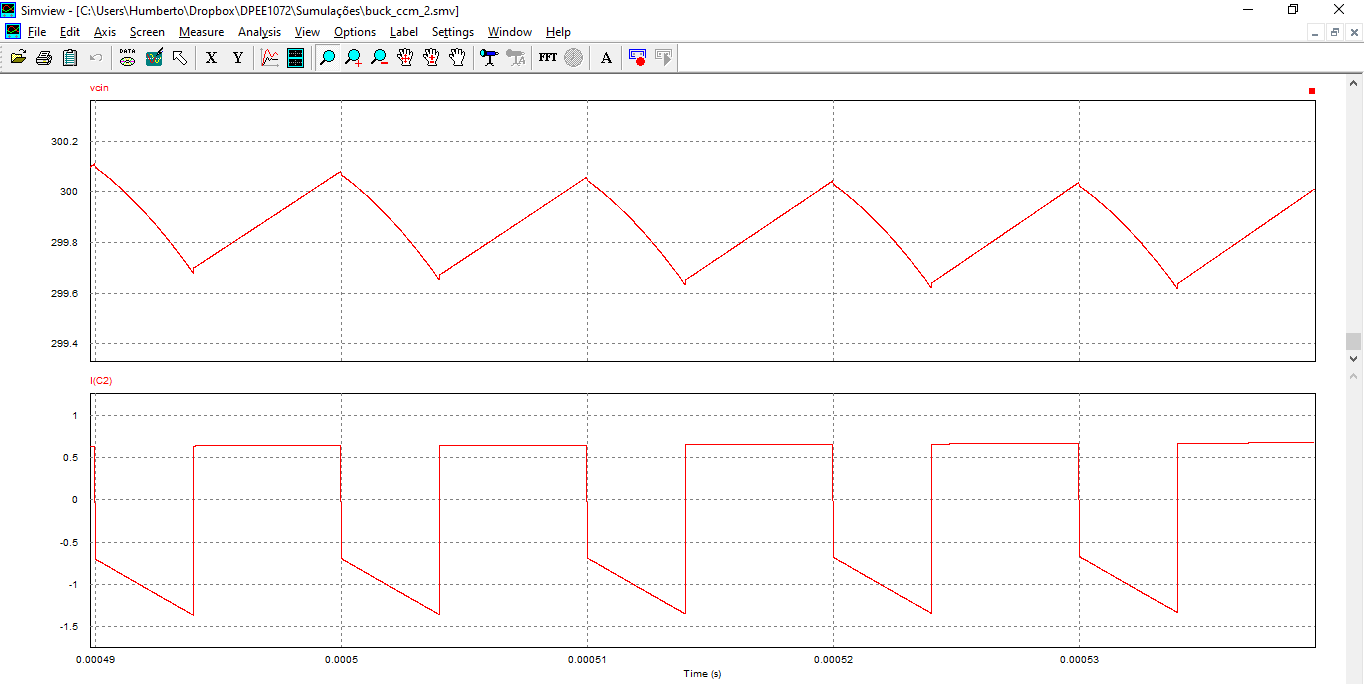 Simview - [C:\Users\Humberto\Dropbox\DPEE1072\Sumulações\buck_ccm_2.smv]
File Edit Axis Screen Measure Analysis View Options Label Settings Window Help
DATA X Y A FFT A
vcin
300.2
300
299.8
299.6
299.4
I(C2)
1
0.5
0
-0.5
-1
-1.5
0.00049 0.0005 0.00051 0.00052 0.00053
Time (s)